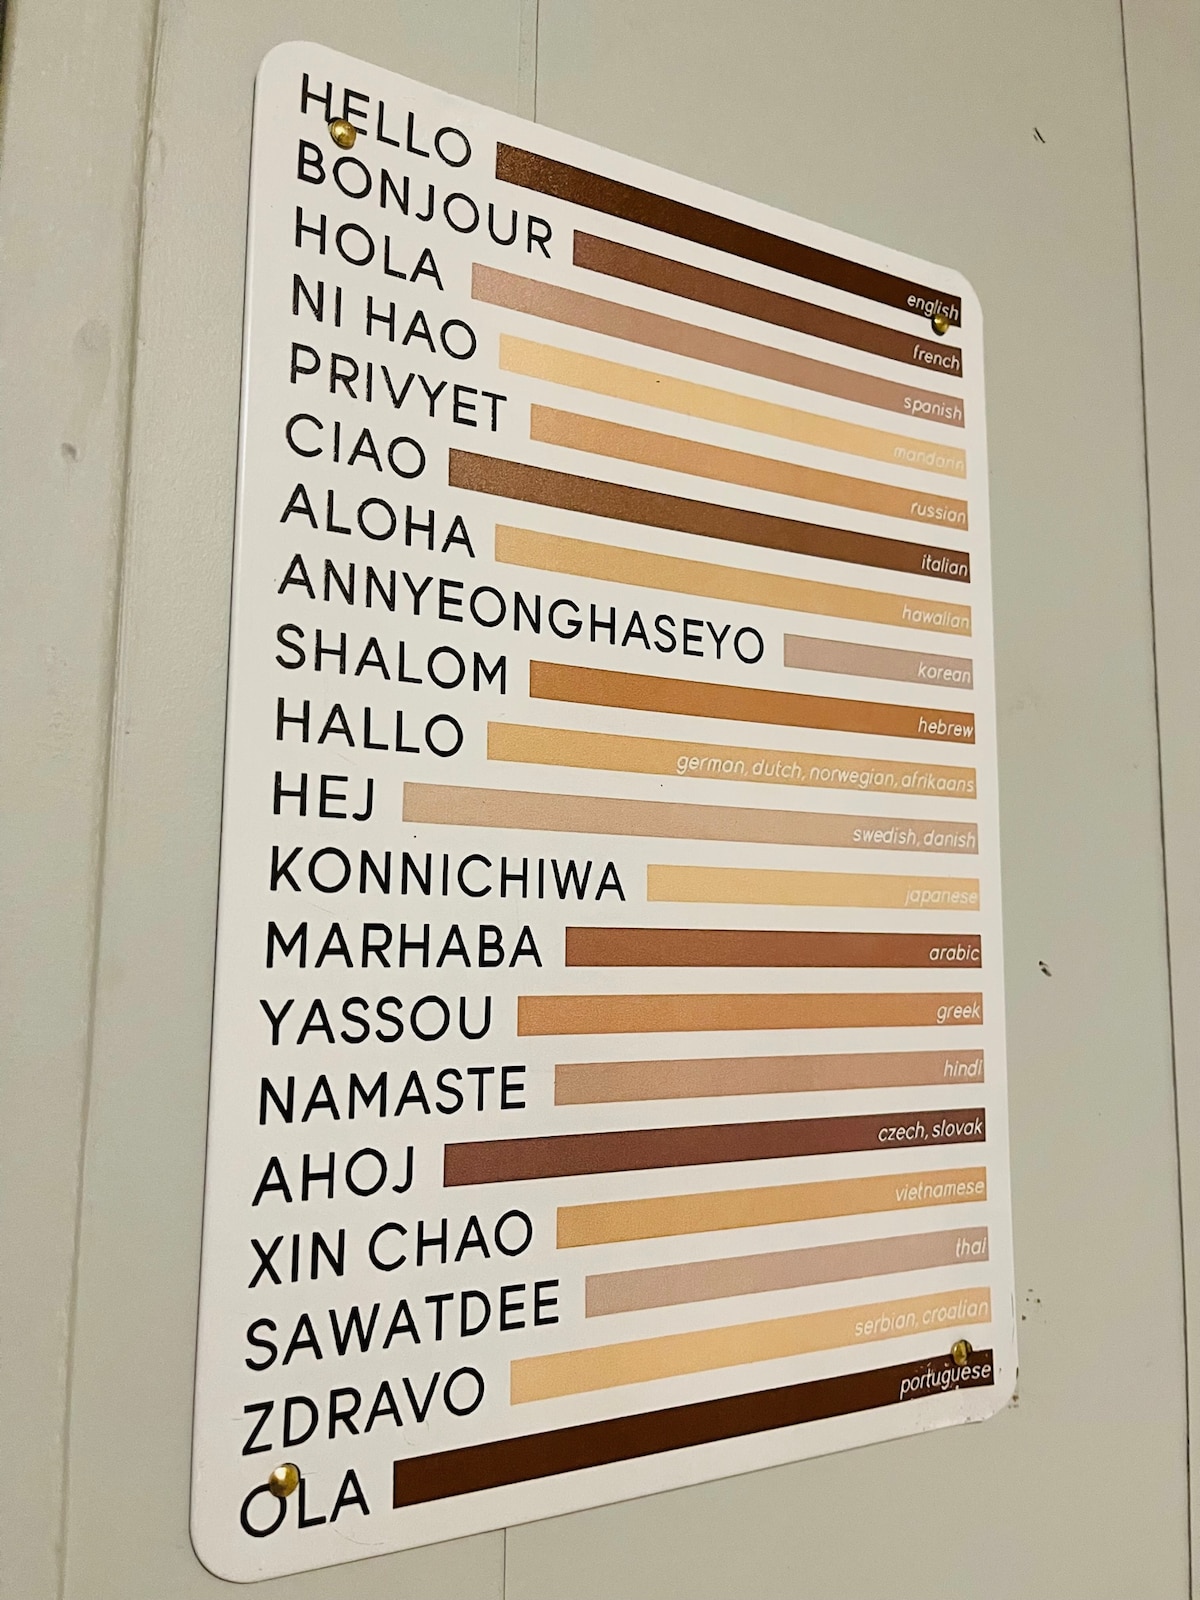 HELLO english
BONJOUR french
HOLA spanish
NI HAO mandarin
PRIVYET russian
CIAO italian
ALOHA hawaiian
ANNYEONGHASEYO korean
SHALOM hebrew
HALLO german, dutch, norwegian, afrikaans
HEJ swedish, danish
KONNICHIWA japanese
MARHABA arabic
YASSOU greek
NAMASTE hindi
AHOJ czech, slovak
XIN CHAO vietnamese
SAWATDEE thai
ZDRAVO serbian, croatian
OLA portuguese